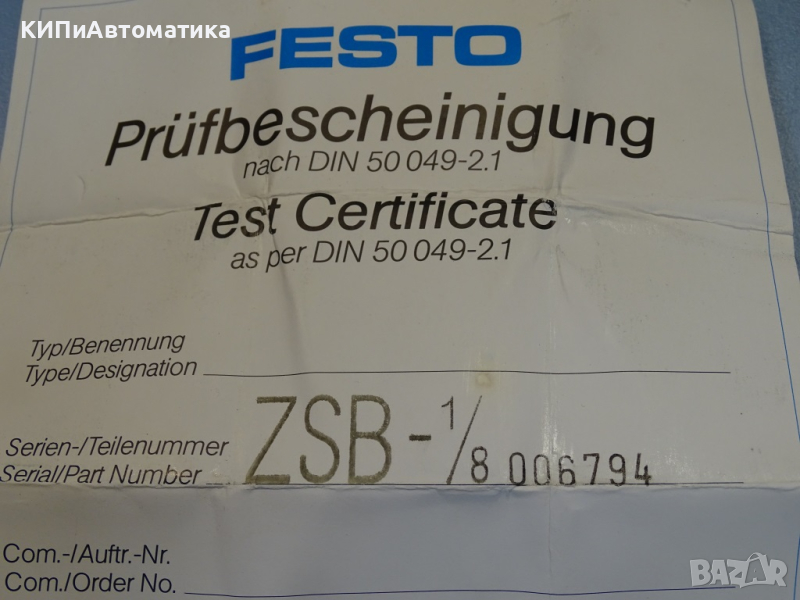 КИПиАвтоматика
FESTO
Prüfbescheinigung
nach DIN 50 049-2.1
Test Certificate
as per DIN 50 049-2.1
Typ/Benennung
Type/Designation
ZSB-1/8 006794
Serien-/Teilenummer
Serial/Part Number
Com.-/Auftr.-Nr.
Com./Order No.
BAZAR